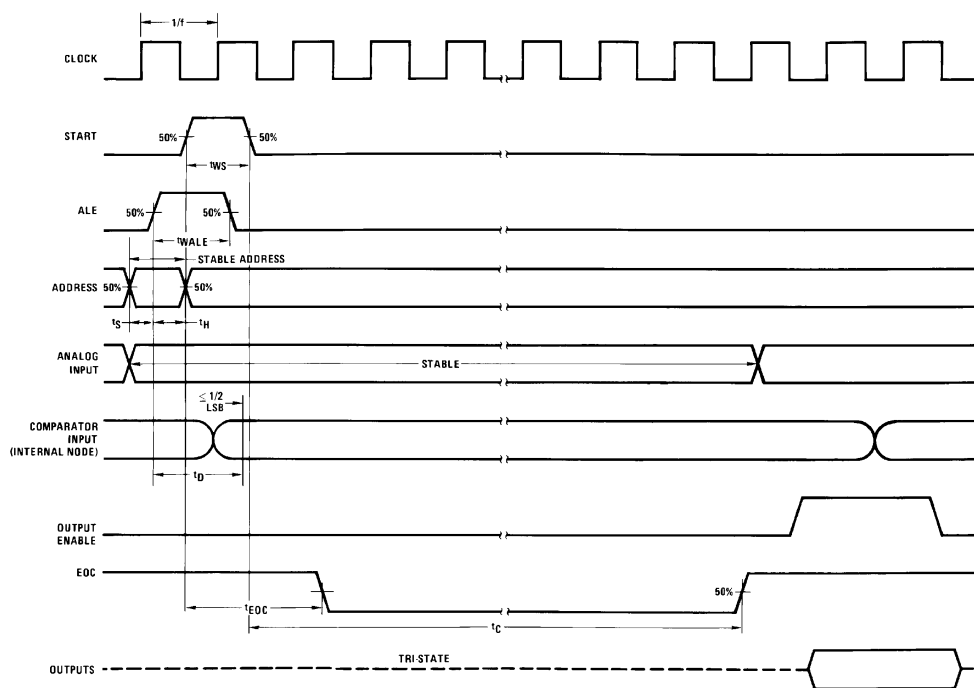 1/f
CLOCK
START
50%
50%
tWS
ALE
50%
50%
tWALE
STABLE ADDRESS
ADDRESS
50%
50%
tS
tH
ANALOG
INPUT
STABLE
≤ 1/2
LSB
COMPARATOR
INPUT
(INTERNAL NODE)
tD
OUTPUT
ENABLE
EOC
50%
tEOC
tC
TRI-STATE
OUTPUTS